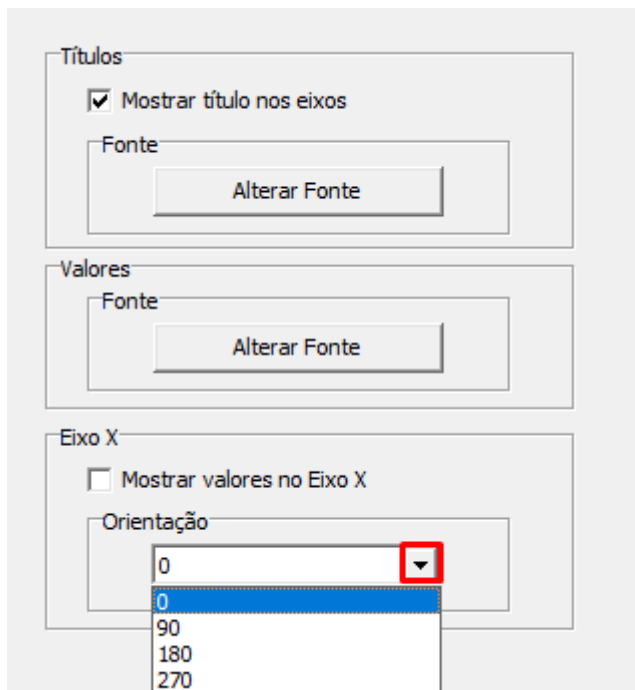 Títulos
Mostrar título nos eixos
Fonte
Alterar Fonte
Valores
Fonte
Alterar Fonte
Eixo X
Mostrar valores no Eixo X
Orientação
0
0
90
180
270